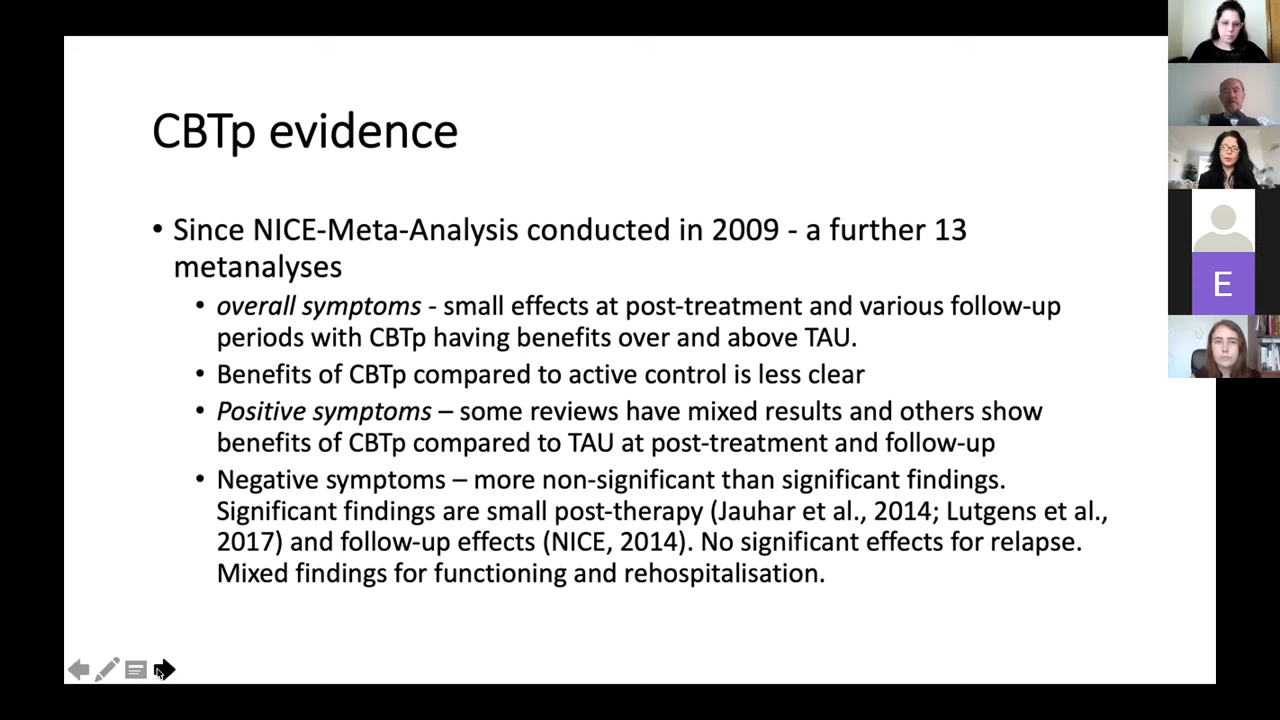 CBTp evidence
• Since NICE-Meta-Analysis conducted in 2009 - a further 13
metanalyses
• overall symptoms - small effects at post-treatment and various follow-up
periods with CBTp having benefits over and above TAU.
• Benefits of CBTp compared to active control is less clear
• Positive symptoms – some reviews have mixed results and others show
benefits of CBTp compared to TAU at post-treatment and follow-up
• Negative symptoms – more non-significant than significant findings.
Significant findings are small post-therapy (Jauhar et al., 2014; Lutgens et al.,
2017) and follow-up effects (NICE, 2014). No significant effects for relapse.
Mixed findings for functioning and rehospitalisation.
E